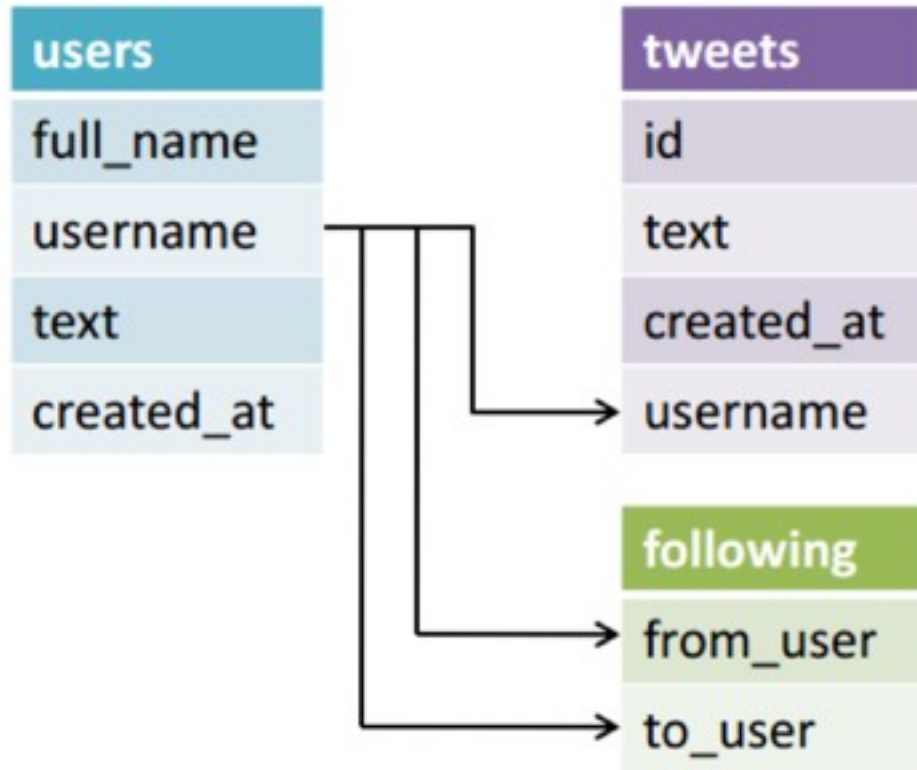 users
full_name
username
text
created_at
tweets
id
text
created_at
username
following
from_user
to_user